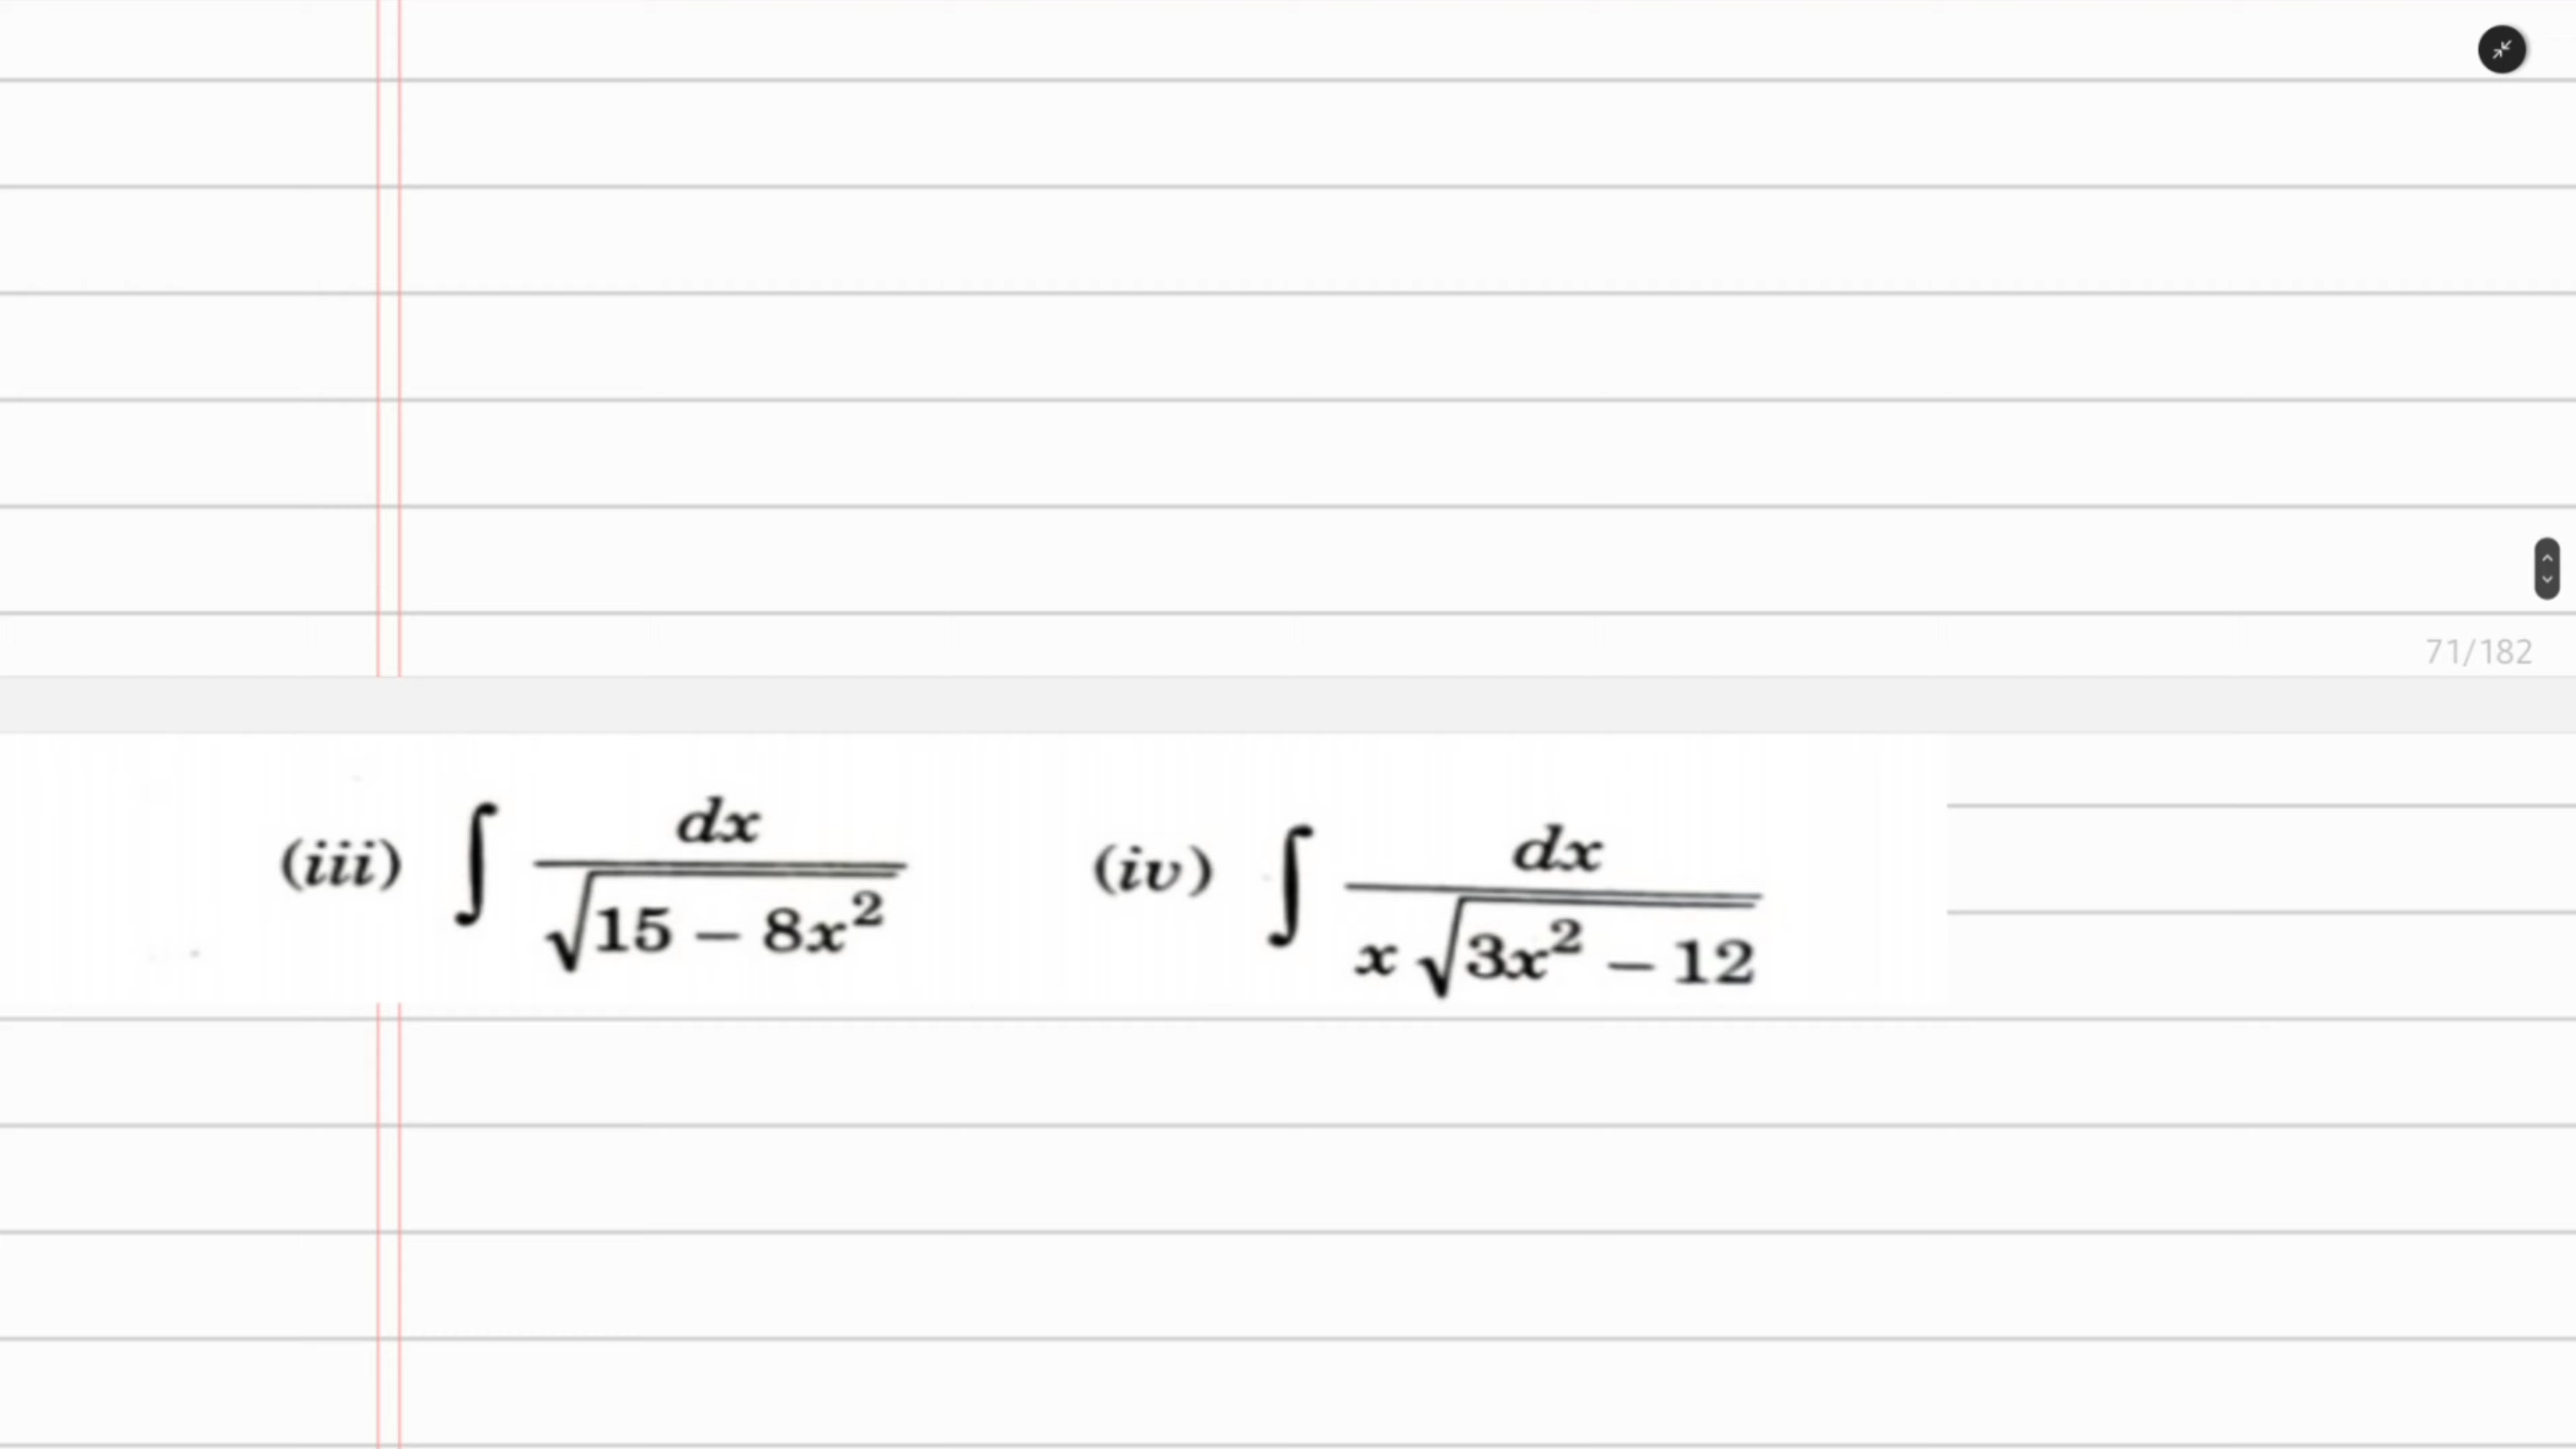 71/182
(iii) ∫ dx / √(15 – 8x²) (iv) ∫ dx / x √(3x² – 12)